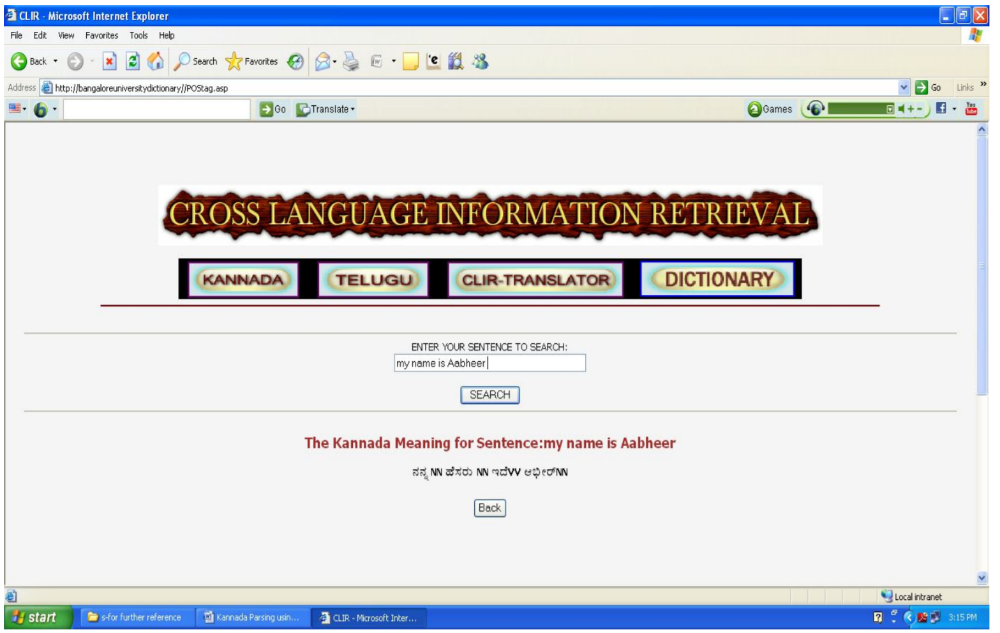 CLIR - Microsoft Internet Explorer
File Edit View Favorites Tools Help
Back Search Favorites
Address http://bangaloreuniversitydictionary//POStag.asp Go Links »
Go Translate Games You Tube
CROSS LANGUAGE INFORMATION RETRIEVAL
KANNADA TELUGU CLIR-TRANSLATOR DICTIONARY
ENTER YOUR SENTENCE TO SEARCH:
my name is Aabheer
SEARCH
The Kannada Meaning for Sentence:my name is Aabheer
ನನ್ನ NN ಹೆಸರು NN ಇದೆVV ಆಭೀರ್NN
Back
Local intranet
start s-for further reference Kannada Parsing usin... CLIR - Microsoft Inter... 3:15 PM